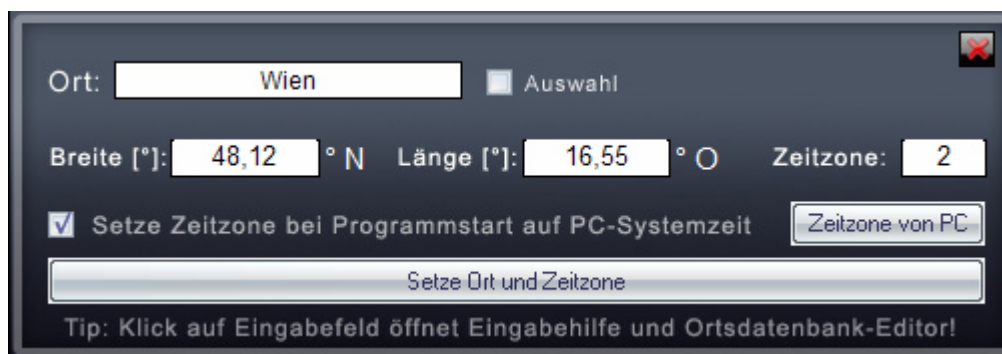 Ort: Wien Auswahl
Breite [°]: 48,12 ° N Länge [°]: 16,55 ° O Zeitzone: 2
Setze Zeitzone bei Programmstart auf PC-Systemzeit Zeitzone von PC
Setze Ort und Zeitzone
Tip: Klick auf Eingabefeld öffnet Eingabehilfe und Ortsdatenbank-Editor!